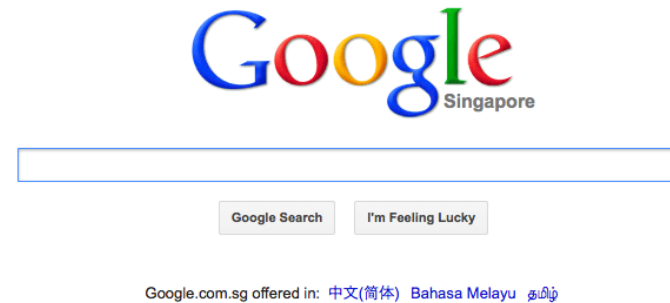 Google
Singapore
Google Search I'm Feeling Lucky
Google.com.sg offered in: 中文(简体) Bahasa Melayu தமிழ்